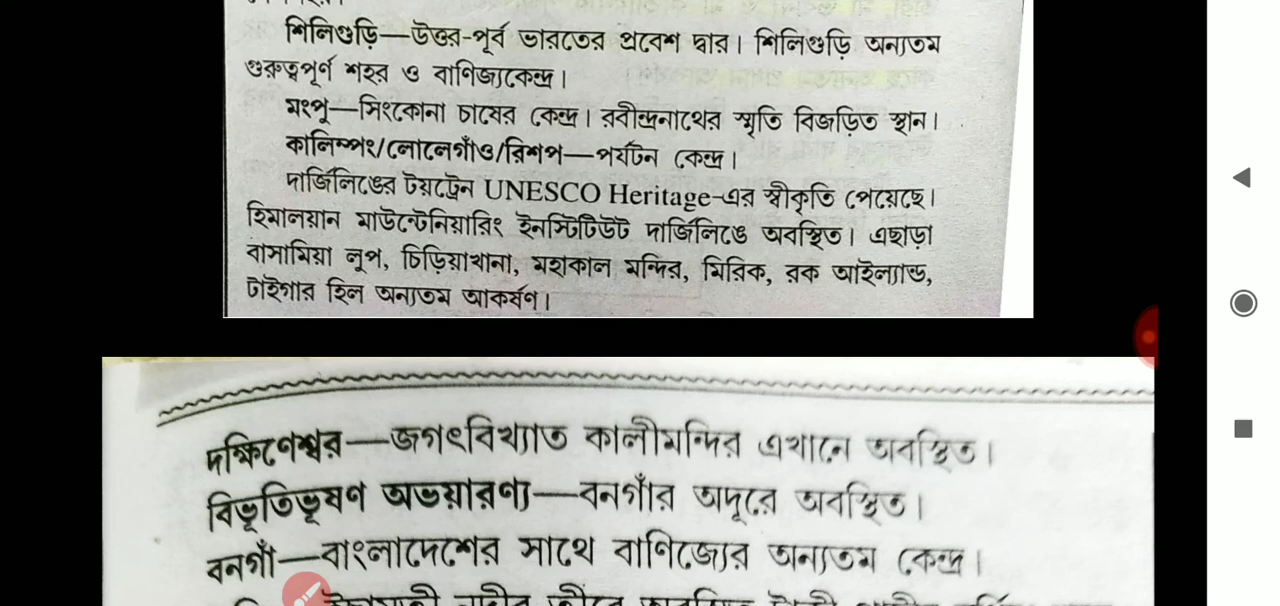 শিলিগুড়ি—উত্তর-পূর্ব ভারতের প্রবেশ দ্বার। শিলিগুড়ি অন্যতম
গুরুত্বপূর্ণ শহর ও বাণিজ্যকেন্দ্র।
মংপু—সিংকোনা চাষের কেন্দ্র। রবীন্দ্রনাথের স্মৃতি বিজড়িত স্থান।
কালিম্পং/লোলেগাঁও/রিশপ—পর্যটন কেন্দ্র।
দার্জিলিঙের টয়ট্রেন UNESCO Heritage-এর স্বীকৃতি পেয়েছে।
হিমালয়ান মাউন্টেনিয়ারিং ইনস্টিটিউট দার্জিলিঙে অবস্থিত। এছাড়া
বাসামিয়া লুপ, চিড়িয়াখানা, মহাকাল মন্দির, মিরিক, রক আইল্যান্ড,
টাইগার হিল অন্যতম আকর্ষণ।
দক্ষিণেশ্বর—জগৎবিখ্যাত কালীমন্দির এখানে অবস্থিত।
বিভূতিভূষণ অভয়ারণ্য—বনগাঁর অদূরে অবস্থিত।
বনগাঁ—বাংলাদেশের সাথে বাণিজ্যের অন্যতম কেন্দ্র।